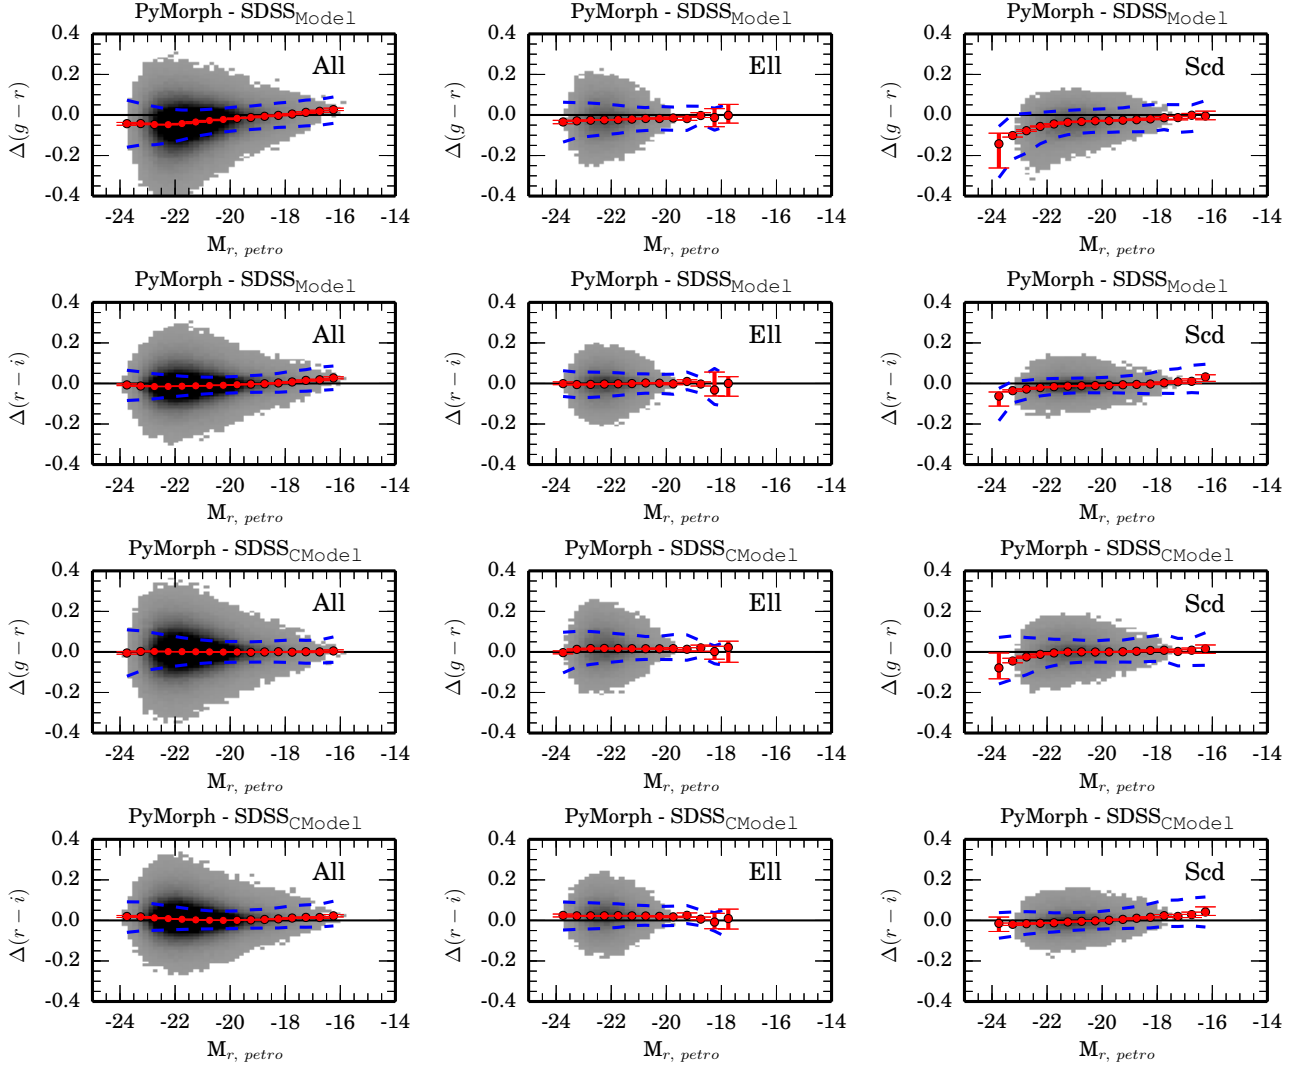 PyMorph - SDSS_Model PyMorph - SDSS_Model PyMorph - SDSS_Model
0.4 0.4 0.4
All Ell Scd
0.2 0.2 0.2
Δ(g − r) 0.0 Δ(g − r) 0.0 Δ(g − r) 0.0
-0.2 -0.2 -0.2
-0.4 -0.4 -0.4
-24 -22 -20 -18 -16 -14 -24 -22 -20 -18 -16 -14 -24 -22 -20 -18 -16 -14
M_r, petro M_r, petro M_r, petro
PyMorph - SDSS_Model PyMorph - SDSS_Model PyMorph - SDSS_Model
0.4 0.4 0.4
All Ell Scd
0.2 0.2 0.2
Δ(r − i) 0.0 Δ(r − i) 0.0 Δ(r − i) 0.0
-0.2 -0.2 -0.2
-0.4 -0.4 -0.4
-24 -22 -20 -18 -16 -14 -24 -22 -20 -18 -16 -14 -24 -22 -20 -18 -16 -14
M_r, petro M_r, petro M_r, petro
PyMorph - SDSS_CModel PyMorph - SDSS_CModel PyMorph - SDSS_CModel
0.4 0.4 0.4
All Ell Scd
0.2 0.2 0.2
Δ(g − r) 0.0 Δ(g − r) 0.0 Δ(g − r) 0.0
-0.2 -0.2 -0.2
-0.4 -0.4 -0.4
-24 -22 -20 -18 -16 -14 -24 -22 -20 -18 -16 -14 -24 -22 -20 -18 -16 -14
M_r, petro M_r, petro M_r, petro
PyMorph - SDSS_CModel PyMorph - SDSS_CModel PyMorph - SDSS_CModel
0.4 0.4 0.4
All Ell Scd
0.2 0.2 0.2
Δ(r − i) 0.0 Δ(r − i) 0.0 Δ(r − i) 0.0
-0.2 -0.2 -0.2
-0.4 -0.4 -0.4
-24 -22 -20 -18 -16 -14 -24 -22 -20 -18 -16 -14 -24 -22 -20 -18 -16 -14
M_r, petro M_r, petro M_r, petro